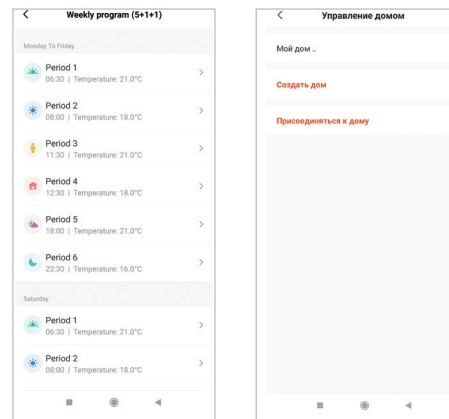 Weekly program (5+1+1)
Monday To Friday
Period 1
06:30 | Temperature: 21.0°C
Period 2
08:00 | Temperature: 18.0°C
Period 3
11:30 | Temperature: 21.0°C
Period 4
12:30 | Temperature: 18.0°C
Period 5
18:00 | Temperature: 21.0°C
Period 6
22:30 | Temperature: 16.0°C
Saturday
Period 1
06:30 | Temperature: 21.0°C
Period 2
08:00 | Temperature: 18.0°C
Управление домом
Мой дом ..
Создать дом
Присоединяться к дому